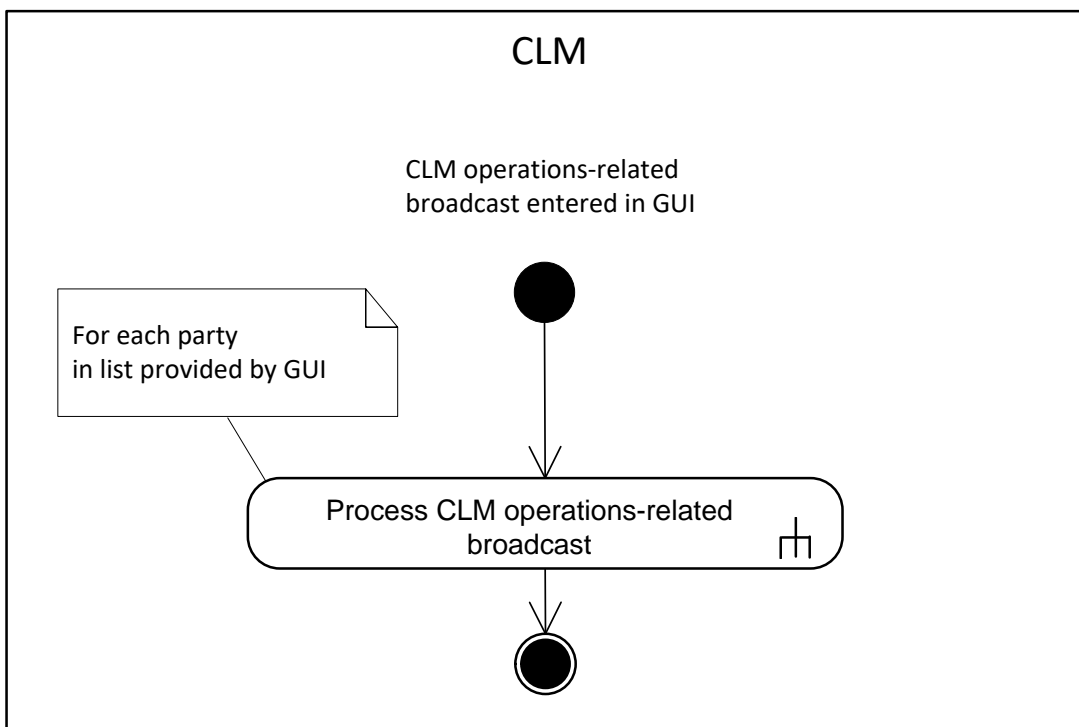 CLM
CLM operations-related
broadcast entered in GUI
For each party
in list provided by GUI
Process CLM operations-related
broadcast